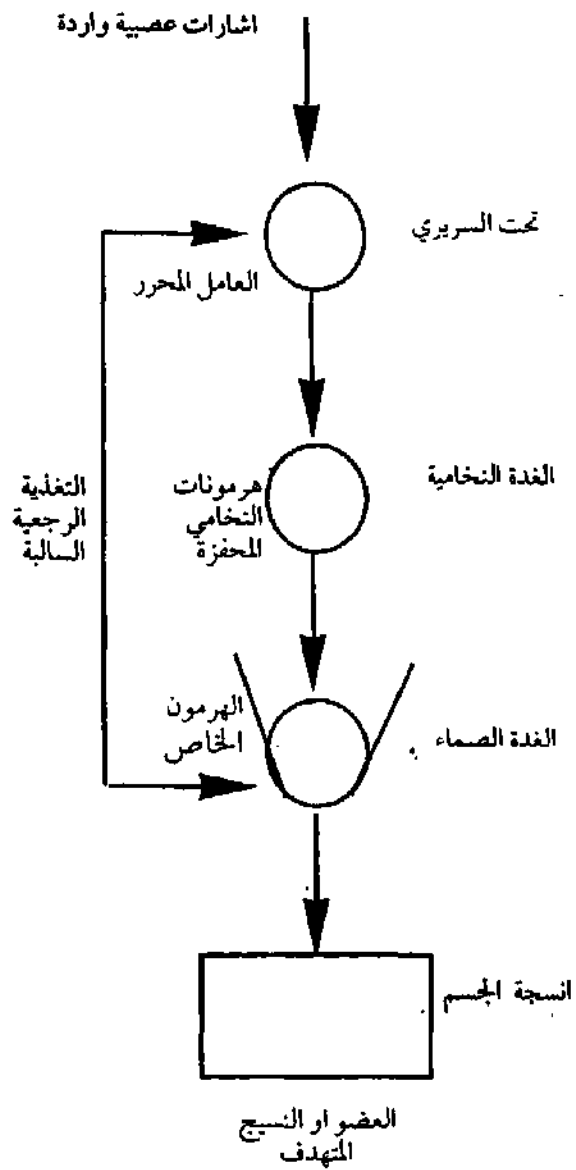 اشارات عصبية واردة
تحت السريري
العامل المحرر
الغدة النخامية
هرمونات
النخامي
المحفزة
التغذية
الرجعية
السالبة
الهرمون
الخاص
الغدة الصماء
انسجة الجسم
العضو او النسيج
المتهدف